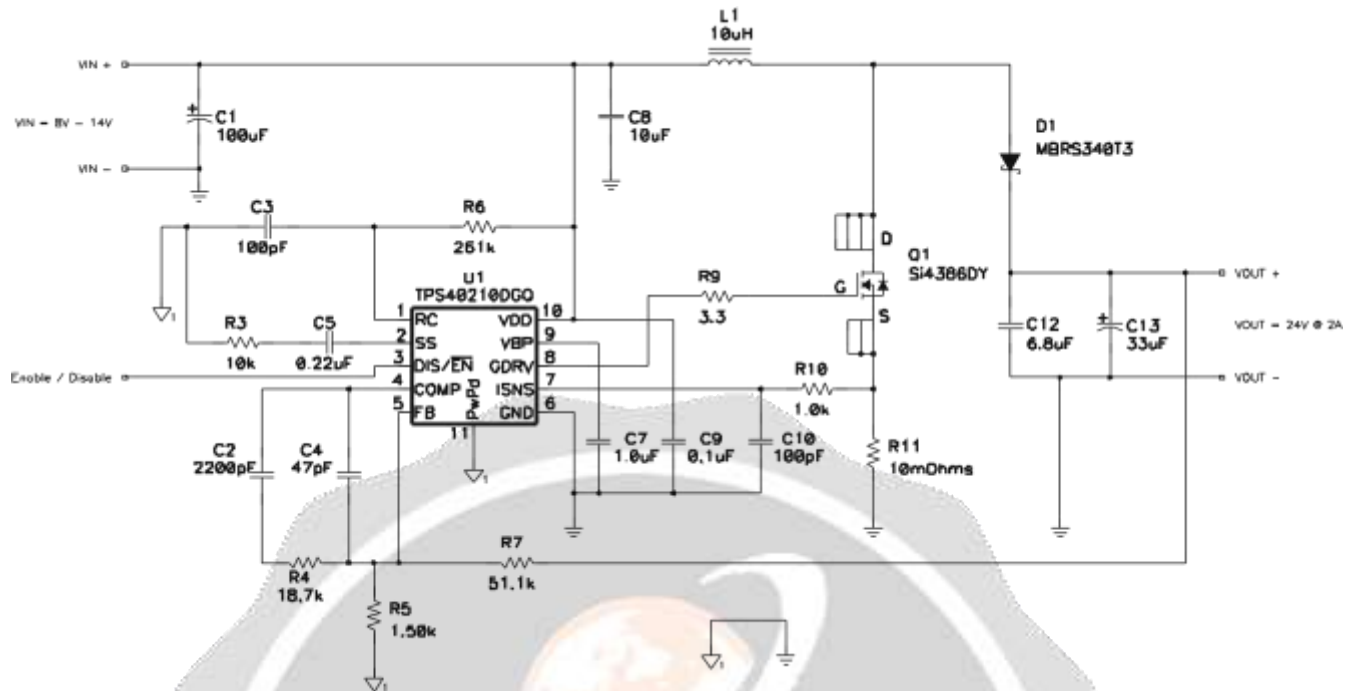 L1
10uH
VIN +
VIN = 8V - 14V
C1
100uF
C8
10uF
D1
MBRS340T3
VIN -
C3
100pF
R6
261k
D
Q1
Si4386DY
G
S
U1
TPS40210DGQ
R9
3.3
VOUT +
1 RC VDD 10
2 SS VBP 9
3 DIS/EN GDRV 8
4 COMP ISNS 7
5 FB GND 6
PwPd
11
R3
10k
C5
0.22uF
Enable / Disable
C12
6.8uF
C13
33uF
VOUT = 24V @ 2A
VOUT -
R10
1.0k
C2
2200pF
C4
47pF
C7
1.0uF
C9
0.1uF
C10
100pF
R11
10mOhms
R4
18.7k
R7
51.1k
R5
1.50k
1
1
1
1